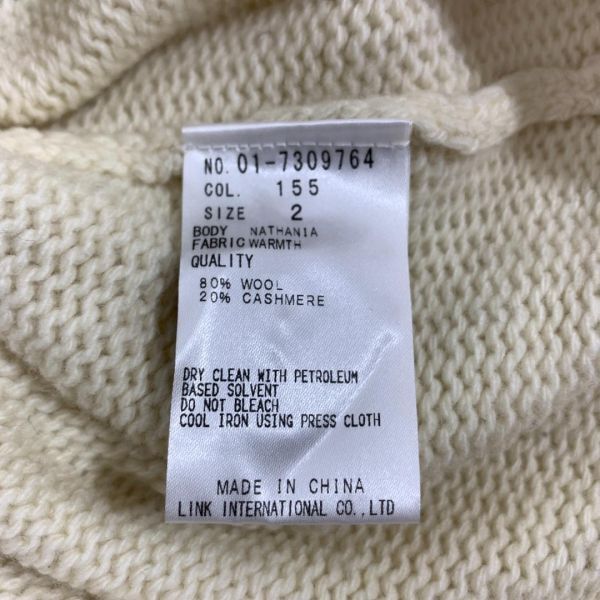 NO. 01-7309764
COL. 155
SIZE 2
BODY NATHANIA
FABRIC WARMTH
QUALITY
80% WOOL
20% CASHMERE
DRY CLEAN WITH PETROLEUM
BASED SOLVENT
DO NOT BLEACH
COOL IRON USING PRESS CLOTH
MADE IN CHINA
LINK INTERNATIONAL CO.,LTD